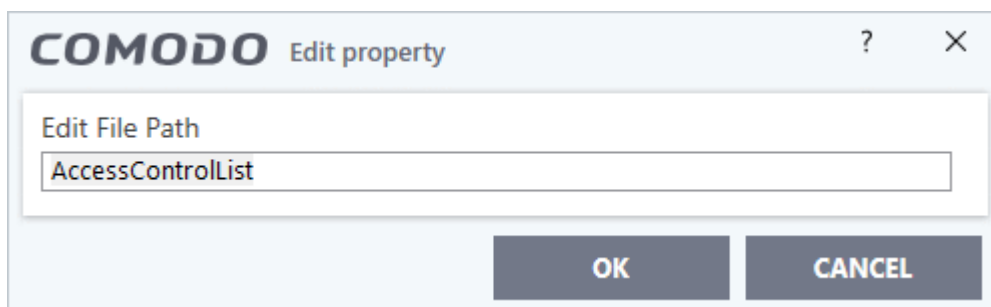 COMODO Edit property ?
Edit File Path
AccessControlList
OK CANCEL